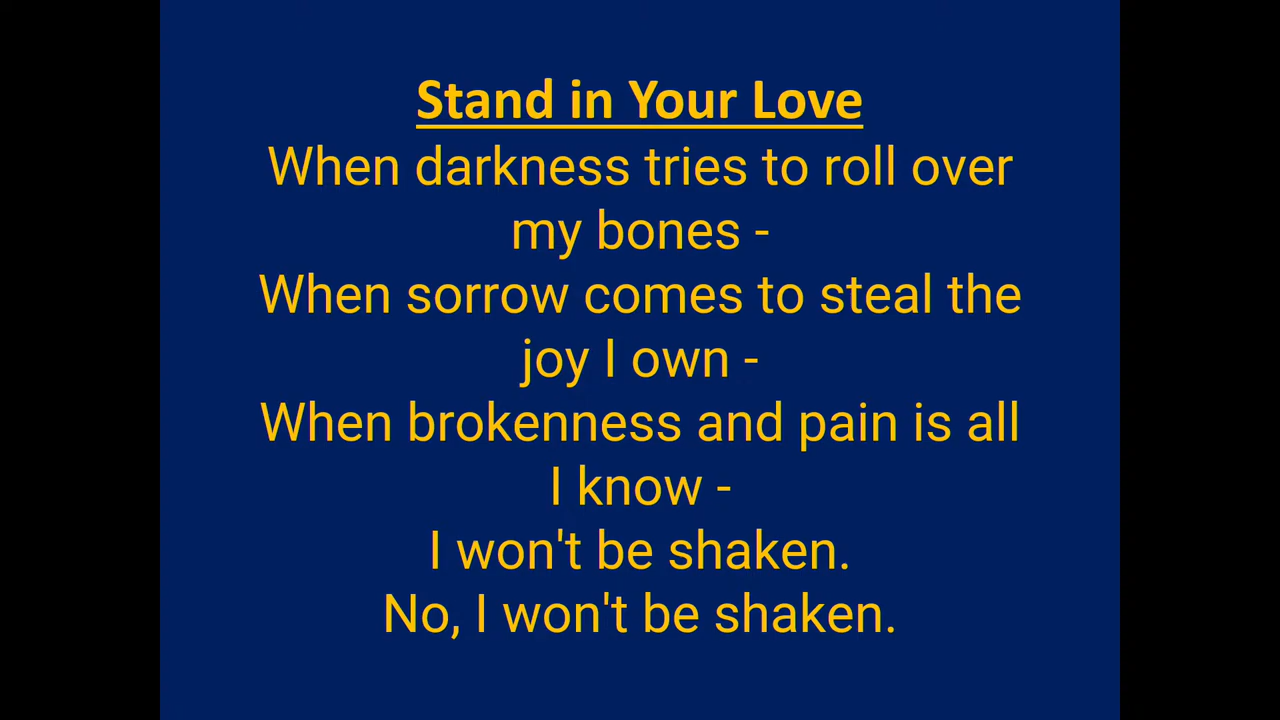 Stand in Your Love
When darkness tries to roll over
my bones -
When sorrow comes to steal the
joy I own -
When brokenness and pain is all
I know -
I won't be shaken.
No, I won't be shaken.